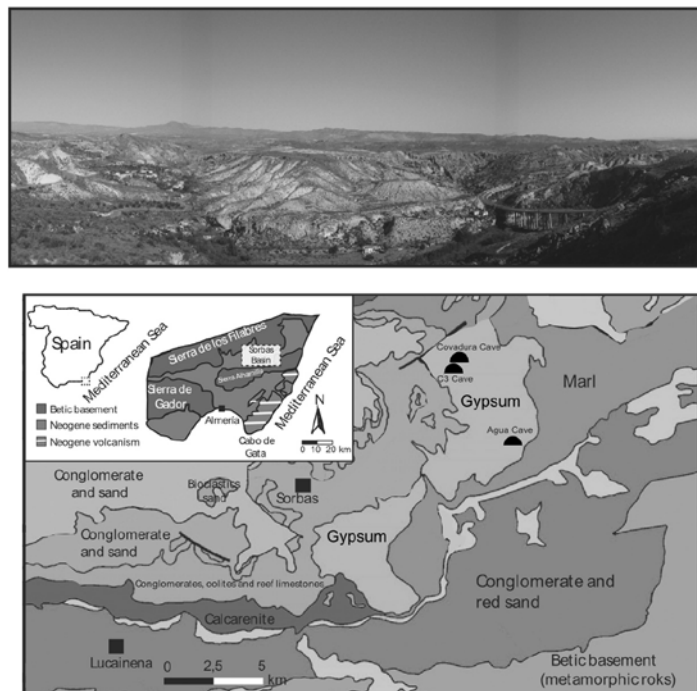 Spain
Mediterranean Sea
Sierra de los Filabres
Sorbas
Basin
Sierra Alhamilla
Sierra de
Gador
Almería
Mediterranean Sea
Cabo de
Gata
N
0 10 20 km
Betic basement
Neogene sediments
Neogene volcanism
Covadura Cave
C3 Cave
Gypsum
Marl
Agua Cave
Conglomerate
and sand
Bioclastics
sand
Sorbas
Conglomerate
and sand
Gypsum
Conglomerates, oolites and reef limestones
Conglomerate and
red sand
Calcarenite
Lucainena
0 2,5 5
km
Betic basement
(metamorphic roks)